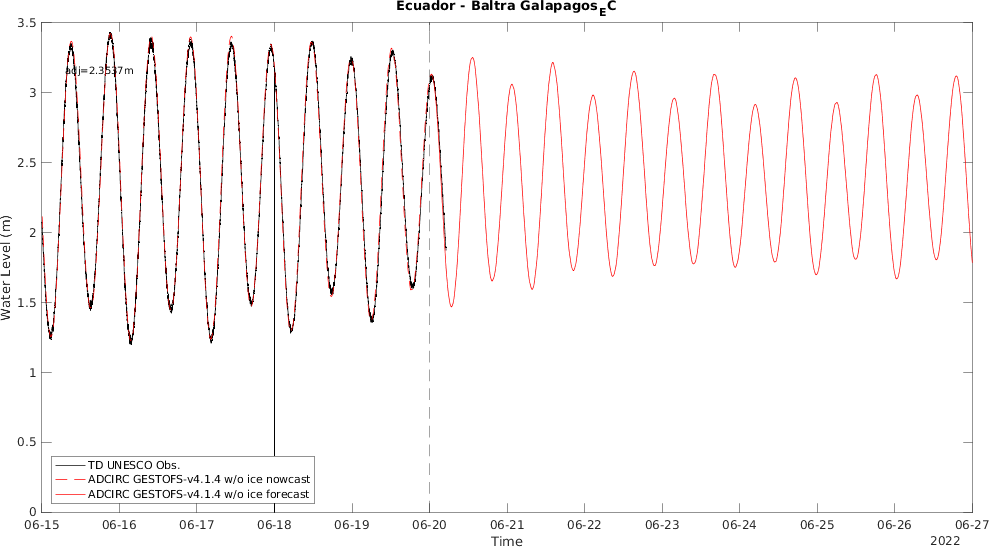 Ecuador - Baltra Galapagos_EC
adj=2.3537m
Water Level (m)
3.5
3
2.5
2
1.5
1
0.5
0
TD UNESCO Obs.
ADCIRC GESTOFS-v4.1.4 w/o ice nowcast
ADCIRC GESTOFS-v4.1.4 w/o ice forecast
06-15 06-16 06-17 06-18 06-19 06-20 06-21 06-22 06-23 06-24 06-25 06-26 06-27
Time
2022